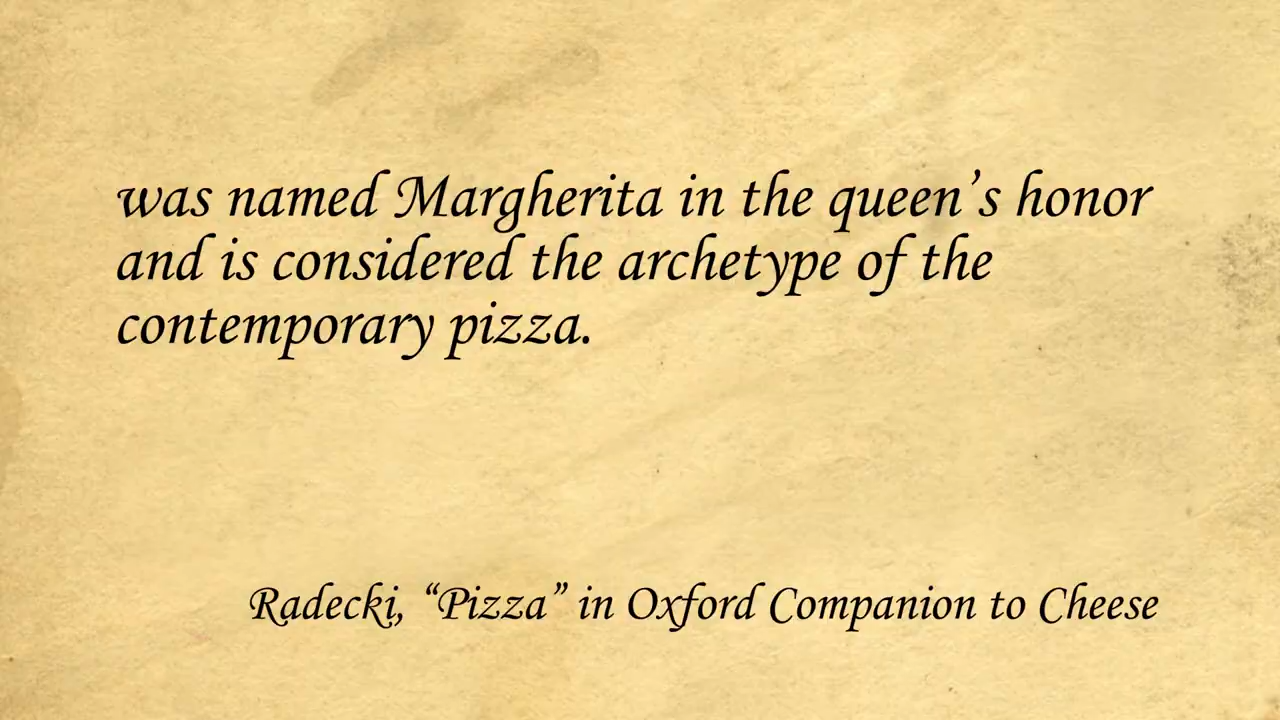 was named Margherita in the queen’s honor
and is considered the archetype of the
contemporary pizza.
Radecki, “Pizza” in Oxford Companion to Cheese